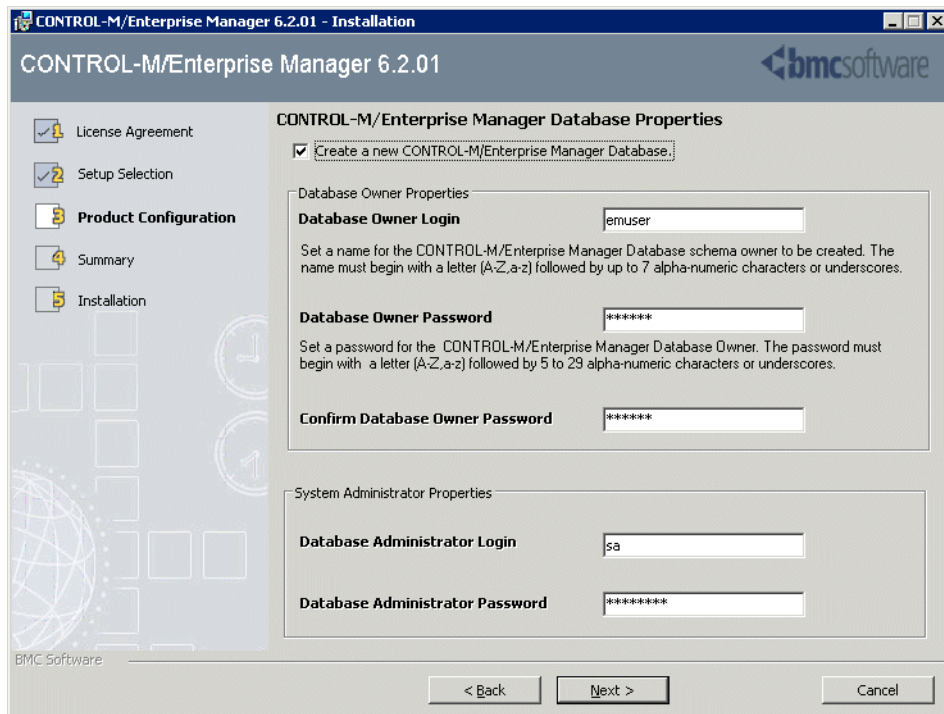 CONTROL-M/Enterprise Manager 6.2.01 - Installation
CONTROL-M/Enterprise Manager 6.2.01
bmcsoftware
1 License Agreement
2 Setup Selection
3 Product Configuration
4 Summary
5 Installation
CONTROL-M/Enterprise Manager Database Properties
Create a new CONTROL-M/Enterprise Manager Database.
Database Owner Properties
Database Owner Login
emuser
Set a name for the CONTROL-M/Enterprise Manager Database schema owner to be created. The
name must begin with a letter (A-Z,a-z) followed by up to 7 alpha-numeric characters or underscores.
Database Owner Password
******
Set a password for the CONTROL-M/Enterprise Manager Database Owner. The password must
begin with a letter (A-Z,a-z) followed by 5 to 29 alpha-numeric characters or underscores.
Confirm Database Owner Password
******
System Administrator Properties
Database Administrator Login
sa
Database Administrator Password
********
BMC Software
< Back
Next >
Cancel